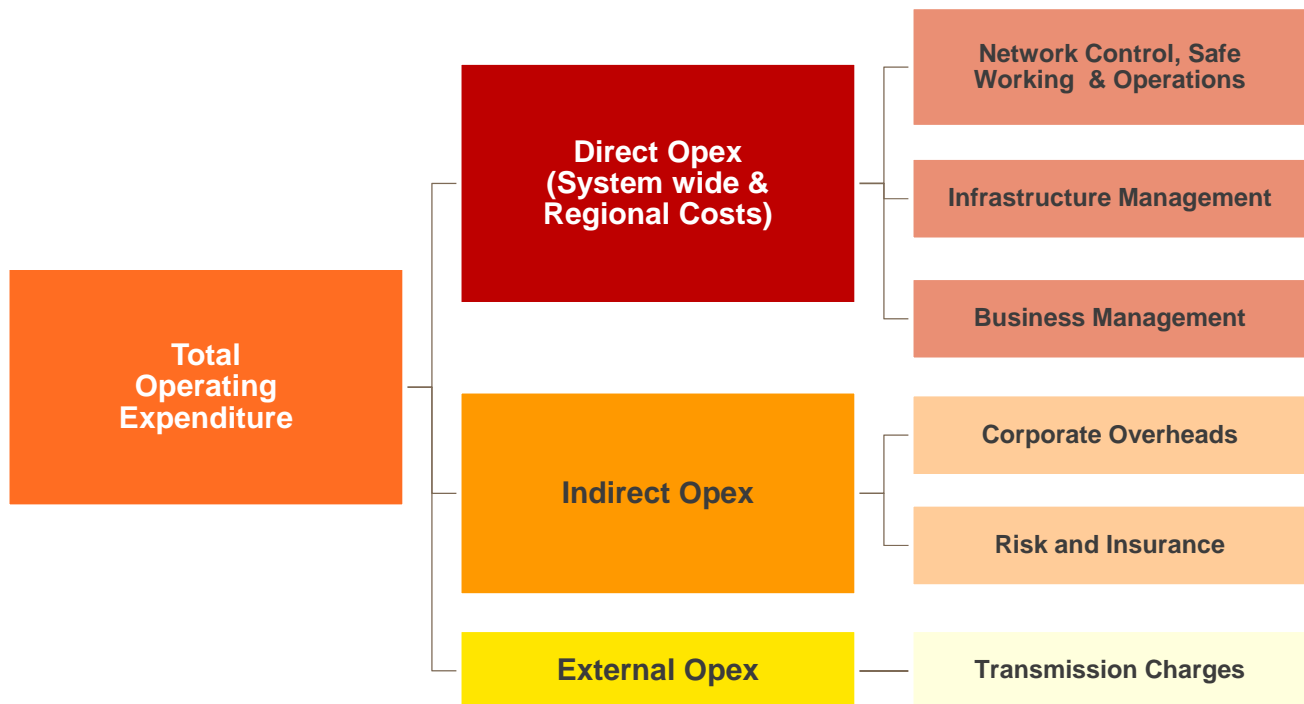 Total
Operating
Expenditure
Direct Opex
(System wide &
Regional Costs)
Network Control, Safe
Working & Operations
Infrastructure Management
Business Management
Indirect Opex
Corporate Overheads
Risk and Insurance
External Opex
Transmission Charges